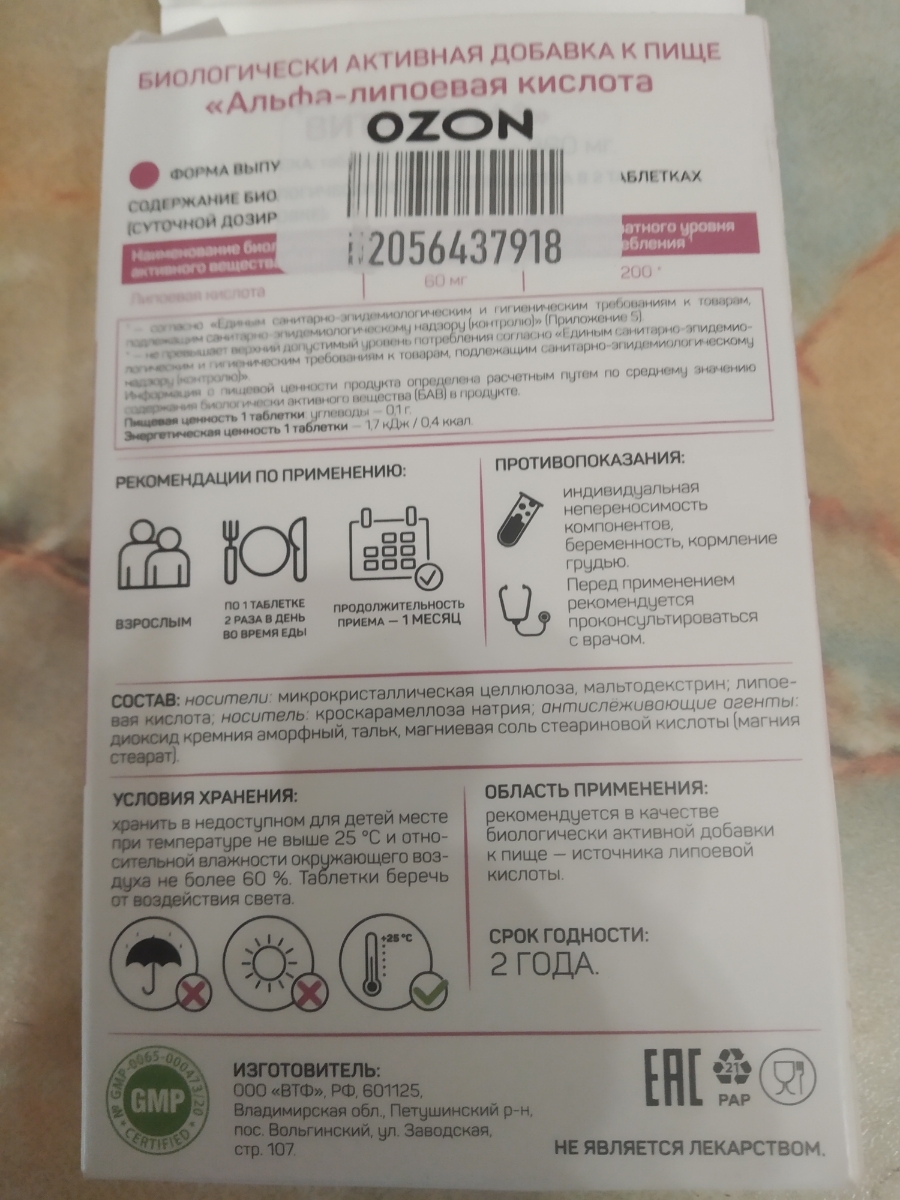 БИОЛОГИЧЕСКИ АКТИВНАЯ ДОБАВКА К ПИЩЕ
«Альфа-липоевая кислота
OZON
ФОРМА ВЫПУ
АБЛЕТКАХ
СОДЕРЖАНИЕ БИО
(СУТОЧНОЙ ДОЗИР
Наименование биол
активного веществ
атного уровня
ебления
2056437918
Липоевая кислота
60 мг
200 *
* – согласно «Единым санитарно-эпидемиологическим и гигиеническим требованиям к товарам,
подлежащим санитарно-эпидемиологическому надзору (контролю)» (Приложение 5)
* – не превышает верхний допустимый уровень потребления согласно «Единым санитарно-эпидемио-
логическим и гигиеническим требованиям к товарам, подлежащим санитарно-эпидемиологическому
надзору (контролю)».
Информация о пищевой ценности продукта определена расчетным путем по среднему значению
содержания биологически активного вещества (БАВ) в продукте.
Пищевая ценность 1 таблетки: углеводы – 0,1 г.
Энергетическая ценность 1 таблетки – 1,7 кДж / 0,4 ккал.
РЕКОМЕНДАЦИИ ПО ПРИМЕНЕНИЮ:
ВЗРОСЛЫМ
ПО 1 ТАБЛЕТКЕ
2 РАЗА В ДЕНЬ
ВО ВРЕМЯ ЕДЫ
ПРОДОЛЖИТЕЛЬНОСТЬ
ПРИЕМА — 1 МЕСЯЦ
ПРОТИВОПОКАЗАНИЯ:
индивидуальная
непереносимость
компонентов,
беременность, кормление
грудью.
Перед применением
рекомендуется
проконсультироваться
с врачом.
СОСТАВ: носители: микрокристаллическая целлюлоза, мальтодекстрин; липое-
вая кислота; носитель: кроскарамеллоза натрия; антислёживающие агенты:
диоксид кремния аморфный, тальк, магниевая соль стеариновой кислоты (магния
стеарат).
УСЛОВИЯ ХРАНЕНИЯ:
хранить в недоступном для детей месте
при температуре не выше 25 °С и отно-
сительной влажности окружающего воз-
духа не более 60 %. Таблетки беречь
от воздействия света.
+25 °C
ОБЛАСТЬ ПРИМЕНЕНИЯ:
рекомендуется в качестве
биологически активной добавки
к пище — источника липоевой
кислоты.
СРОК ГОДНОСТИ:
2 ГОДА.
№ GMP-0065-000473/20
GMP
CERTIFIED
ИЗГОТОВИТЕЛЬ:
ООО «ВТФ», РФ, 601125,
Владимирская обл., Петушинский р-н,
пос. Вольгинский, ул. Заводская,
стр. 107.
EAC
21
PAP
НЕ ЯВЛЯЕТСЯ ЛЕКАРСТВОМ.